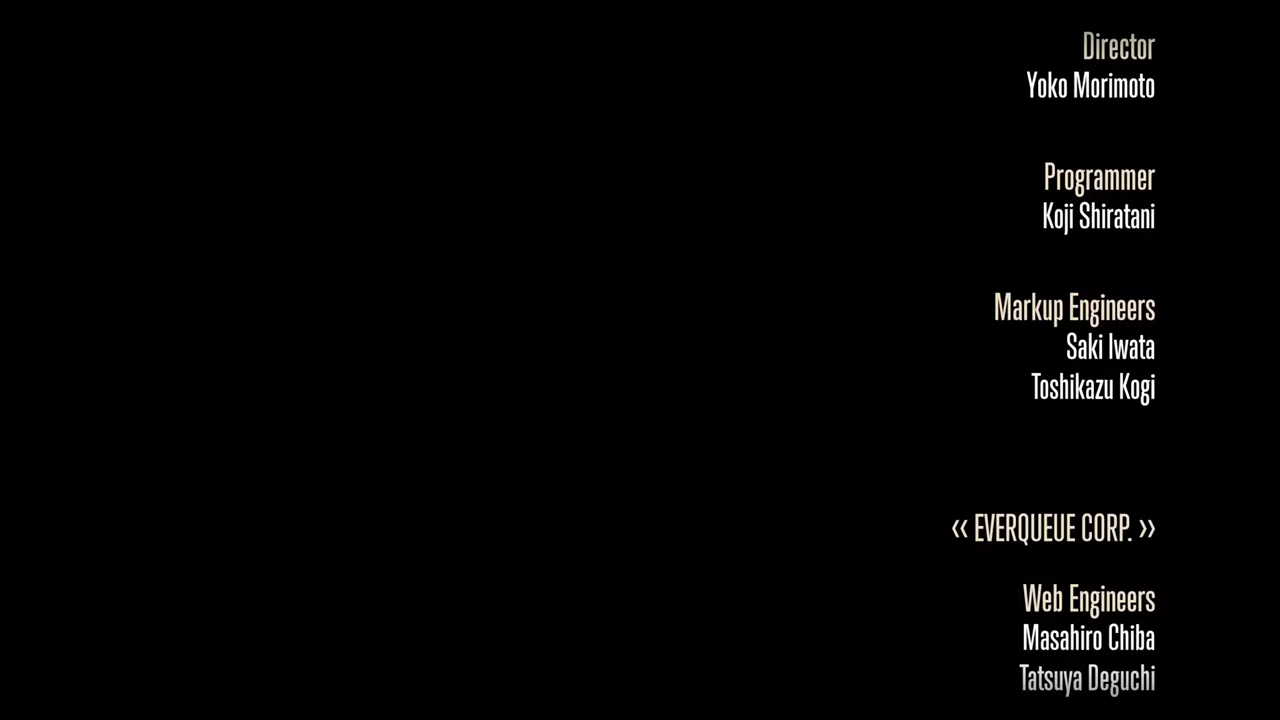 Director
Yoko Morimoto
Programmer
Koji Shiratani
Markup Engineers
Saki Iwata
Toshikazu Kogi
‹‹ EVERQUEUE CORP. ››
Web Engineers
Masahiro Chiba
Tatsuya Deguchi